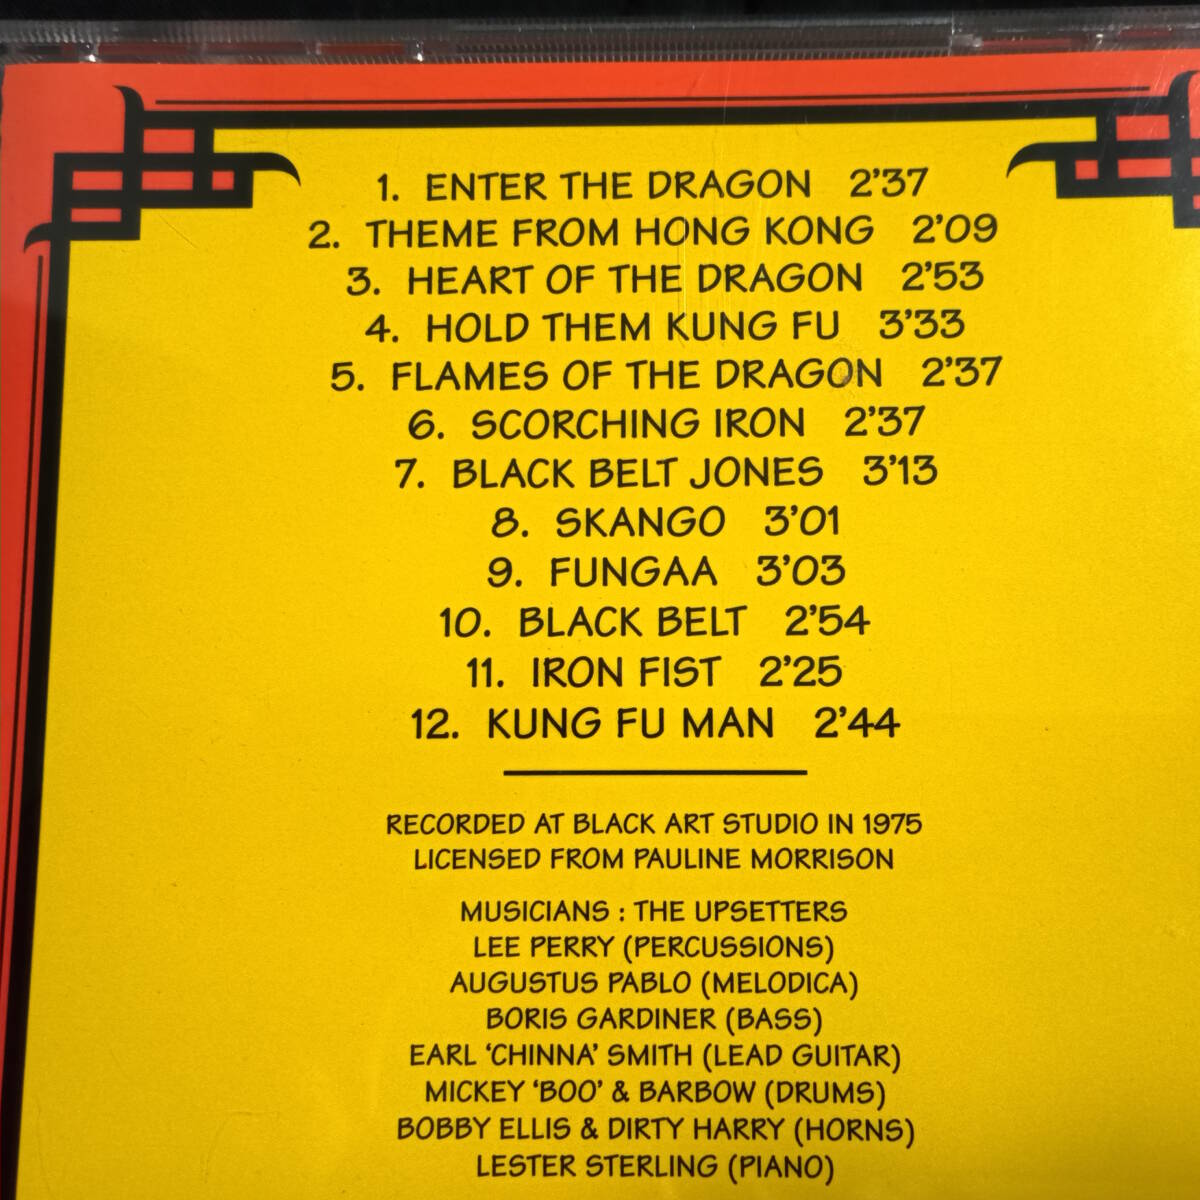 1. ENTER THE DRAGON 2'37
2. THEME FROM HONG KONG 2'09
3. HEART OF THE DRAGON 2'53
4. HOLD THEM KUNG FU 3'33
5. FLAMES OF THE DRAGON 2'37
6. SCORCHING IRON 2'37
7. BLACK BELT JONES 3'13
8. SKANGO 3'01
9. FUNGAA 3'03
10. BLACK BELT 2'54
11. IRON FIST 2'25
12. KUNG FU MAN 2'44
RECORDED AT BLACK ART STUDIO IN 1975
LICENSED FROM PAULINE MORRISON
MUSICIANS : THE UPSETTERS
LEE PERRY (PERCUSSIONS)
AUGUSTUS PABLO (MELODICA)
BORIS GARDINER (BASS)
EARL 'CHINNA' SMITH (LEAD GUITAR)
MICKEY 'BOO' & BARBOW (DRUMS)
BOBBY ELLIS & DIRTY HARRY (HORNS)
LESTER STERLING (PIANO)